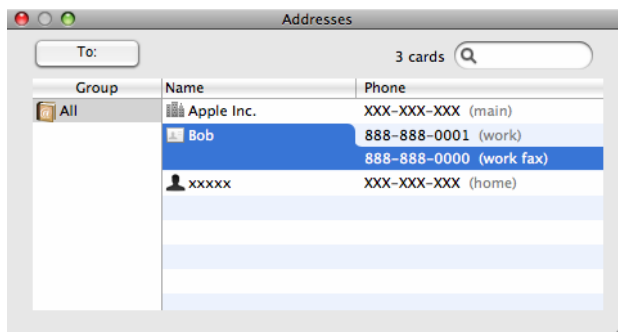 Addresses
To: 3 cards
Group Name Phone
All Apple Inc. XXX-XXX-XXX (main)
Bob 888-888-0001 (work)
888-888-0000 (work fax)
xxxxx XXX-XXX-XXX (home)